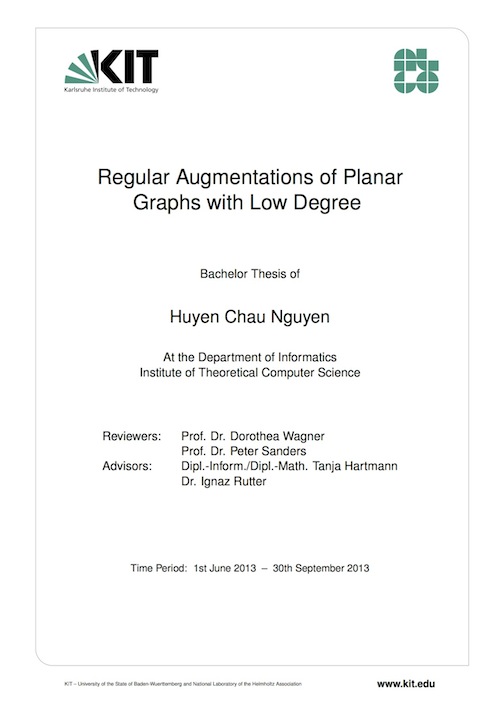 KIT
Karlsruhe Institute of Technology
Regular Augmentations of Planar
Graphs with Low Degree
Bachelor Thesis of
Huyen Chau Nguyen
At the Department of Informatics
Institute of Theoretical Computer Science
Reviewers: Prof. Dr. Dorothea Wagner
Prof. Dr. Peter Sanders
Advisors: Dipl.-Inform./Dipl.-Math. Tanja Hartmann
Dr. Ignaz Rutter
Time Period: 1st June 2013 – 30th September 2013
KIT – University of the State of Baden-Wuerttemberg and National Laboratory of the Helmholtz Association
www.kit.edu